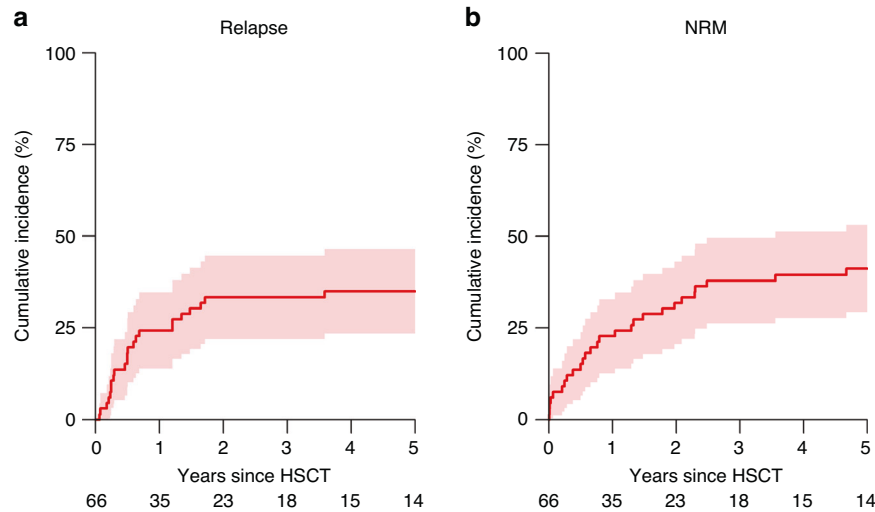 a
Relapse
Cumulative incidence (%)
100
75
50
25
0
0 1 2 3 4 5
Years since HSCT
66 35 23 18 15 14
b
NRM
Cumulative incidence (%)
100
75
50
25
0
0 1 2 3 4 5
Years since HSCT
66 35 23 18 15 14